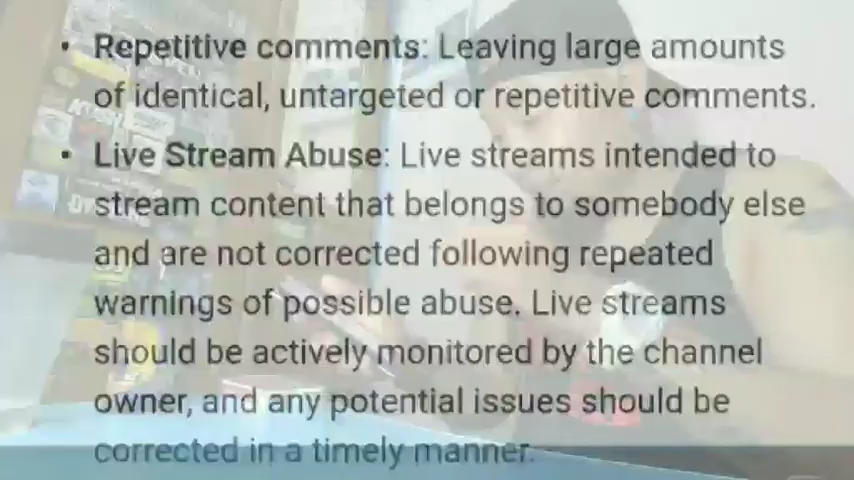 • Repetitive comments: Leaving large amounts
of identical, untargeted or repetitive comments.
• Live Stream Abuse: Live streams intended to
stream content that belongs to somebody else
and are not corrected following repeated
warnings of possible abuse. Live streams
should be actively monitored by the channel
owner, and any potential issues should be
corrected in a timely manner.